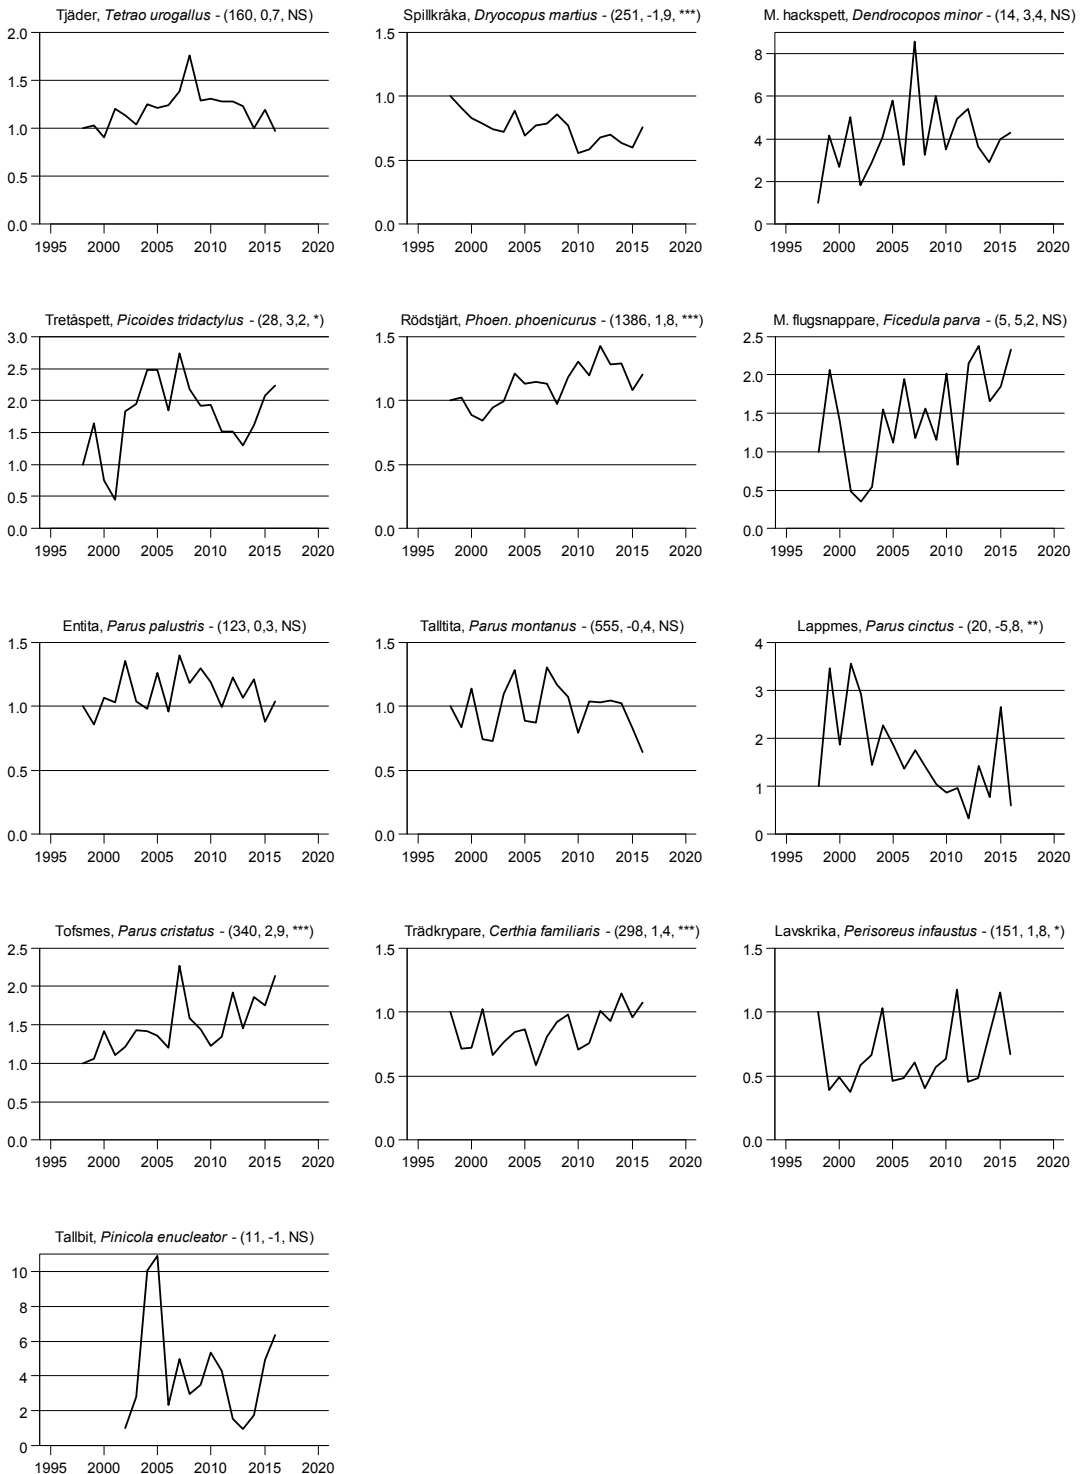 Tjäder, Tetrao urogallus - (160, 0,7, NS)
2.0
1.5
1.0
0.5
0.0
1995 2000 2005 2010 2015 2020
Spillkråka, Dryocopus martius - (251, -1,9, ***)
1.5
1.0
0.5
0.0
1995 2000 2005 2010 2015 2020
M. hackspett, Dendrocopos minor - (14, 3,4, NS)
8
6
4
2
0
1995 2000 2005 2010 2015 2020
Tretåspett, Picoides tridactylus - (28, 3,2, *)
3.0
2.5
2.0
1.5
1.0
0.5
0.0
1995 2000 2005 2010 2015 2020
Rödstjärt, Phoen. phoenicurus - (1386, 1,8, ***)
1.5
1.0
0.5
0.0
1995 2000 2005 2010 2015 2020
M. flugsnappare, Ficedula parva - (5, 5,2, NS)
2.5
2.0
1.5
1.0
0.5
0.0
1995 2000 2005 2010 2015 2020
Entita, Parus palustris - (123, 0,3, NS)
1.5
1.0
0.5
0.0
1995 2000 2005 2010 2015 2020
Talltita, Parus montanus - (555, -0,4, NS)
1.5
1.0
0.5
0.0
1995 2000 2005 2010 2015 2020
Lappmes, Parus cinctus - (20, -5,8, **)
4
3
2
1
0
1995 2000 2005 2010 2015 2020
Tofsmes, Parus cristatus - (340, 2,9, ***)
2.5
2.0
1.5
1.0
0.5
0.0
1995 2000 2005 2010 2015 2020
Trädkrypare, Certhia familiaris - (298, 1,4, ***)
1.5
1.0
0.5
0.0
1995 2000 2005 2010 2015 2020
Lavskrika, Perisoreus infaustus - (151, 1,8, *)
1.5
1.0
0.5
0.0
1995 2000 2005 2010 2015 2020
Tallbit, Pinicola enucleator - (11, -1, NS)
10
8
6
4
2
0
1995 2000 2005 2010 2015 2020